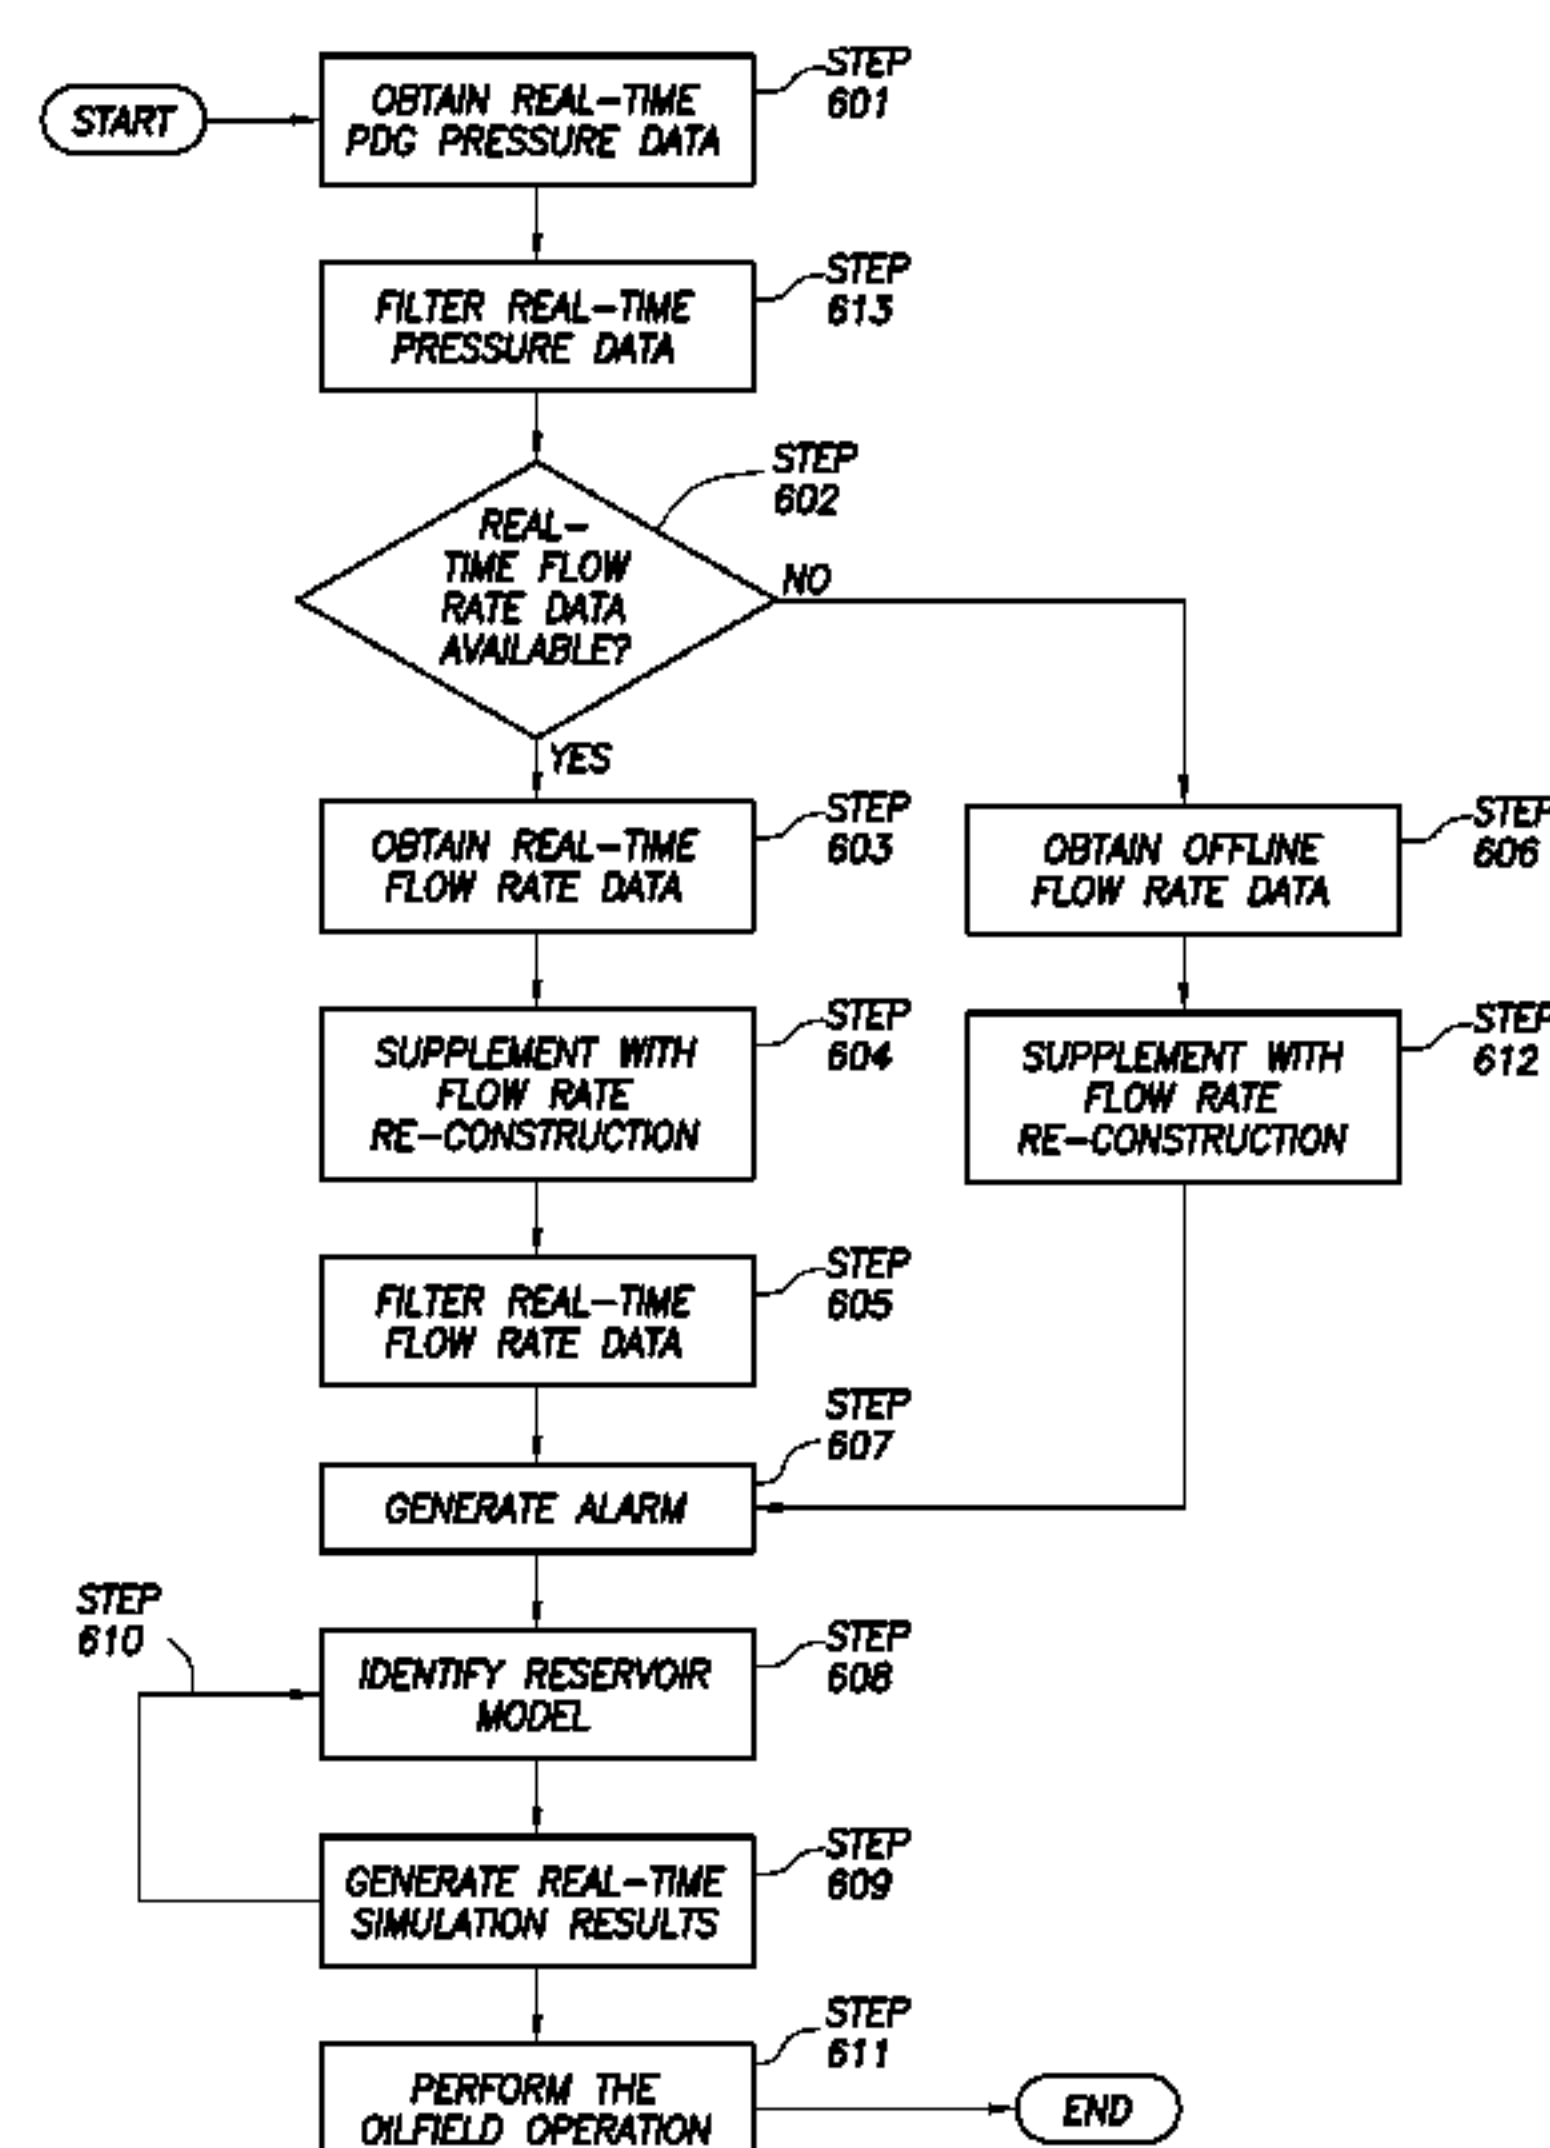 START
OBTAIN REAL-TIME
PDG PRESSURE DATA
STEP
601
FILTER REAL-TIME
PRESSURE DATA
STEP
613
REAL-
TIME FLOW
RATE DATA
AVAILABLE?
STEP
602
NO
YES
OBTAIN REAL-TIME
FLOW RATE DATA
STEP
603
OBTAIN OFFLINE
FLOW RATE DATA
STEP
606
SUPPLEMENT WITH
FLOW RATE
RE-CONSTRUCTION
STEP
604
SUPPLEMENT WITH
FLOW RATE
RE-CONSTRUCTION
STEP
612
FILTER REAL-TIME
FLOW RATE DATA
STEP
605
GENERATE ALARM
STEP
607
STEP
610
IDENTIFY RESERVOIR
MODEL
STEP
608
GENERATE REAL-TIME
SIMULATION RESULTS
STEP
609
PERFORM THE
OILFIELD OPERATION
STEP
611
END